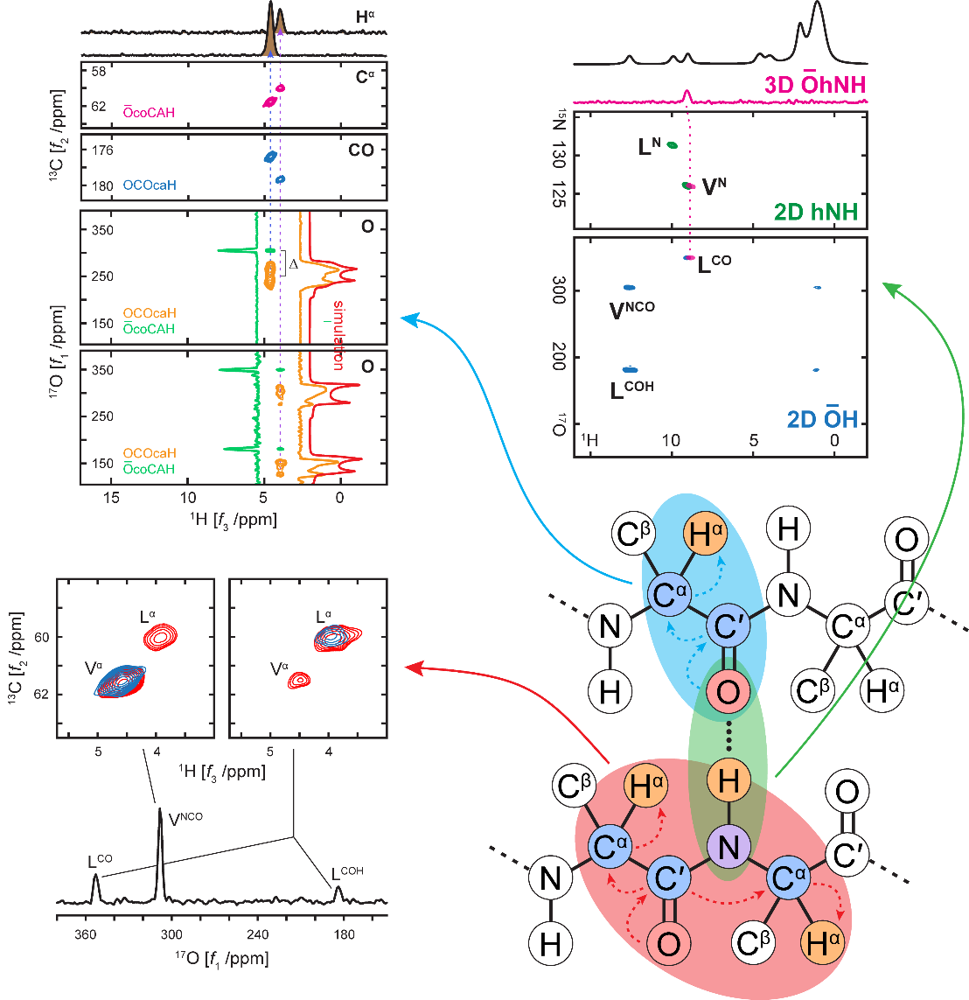 Hα
58
Cα
62
ŌcoCAH
13C [f2 /ppm]
176
CO
180
OCOcaH
350
O
250
Δ
150
OCOcaH
ŌcoCAH
simulation
17O [f1 /ppm]
350
O
250
150
OCOcaH
ŌcoCAH
15 10 5 0
1H [f3 /ppm]
3D ŌhNH
15N
LN
130
VN
125
2D hNH
LCO
300
VNCO
200
LCOH
17O
2D ŌH
1H 10 5 0
Lα
Vα
60
62
13C [f2 /ppm]
5 4
Lα
Vα
5 4
1H [f3 /ppm]
VNCO
LCO
LCOH
360 300 240 180
17O [f1 /ppm]
Cβ Hα H O
Cα N C′
N C′ Cα
H O Cβ Hα
Cβ Hα H O
Cα N C′
N C′ Cα
H O Cβ Hα